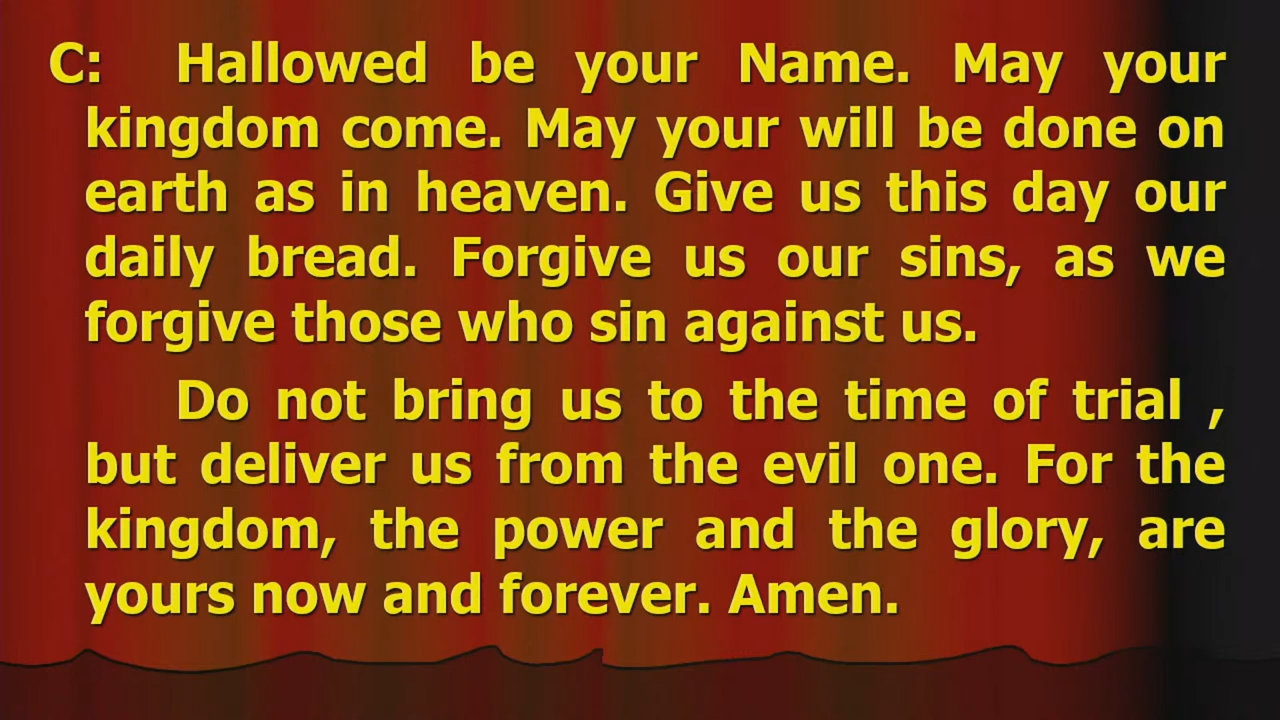 C: Hallowed be your Name. May your
kingdom come. May your will be done on
earth as in heaven. Give us this day our
daily bread. Forgive us our sins, as we
forgive those who sin against us.
Do not bring us to the time of trial ,
but deliver us from the evil one. For the
kingdom, the power and the glory, are
yours now and forever. Amen.